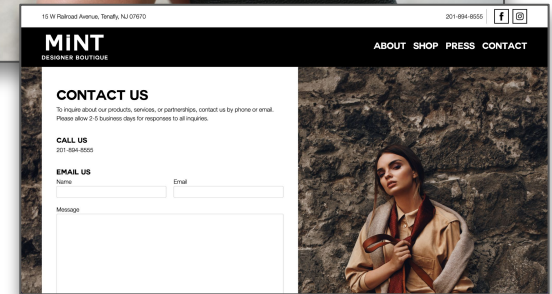 15 W Railroad Avenue, Tenafly, NJ 07670
201-894-8555
MiNT
DESIGNER BOUTIQUE
ABOUT SHOP PRESS CONTACT
CONTACT US
To inquire about our products, services, or partnerships, contact us by phone or email.
Please allow 2-5 business days for responses to all inquiries.
CALL US
201-894-8555
EMAIL US
Name Email
Message